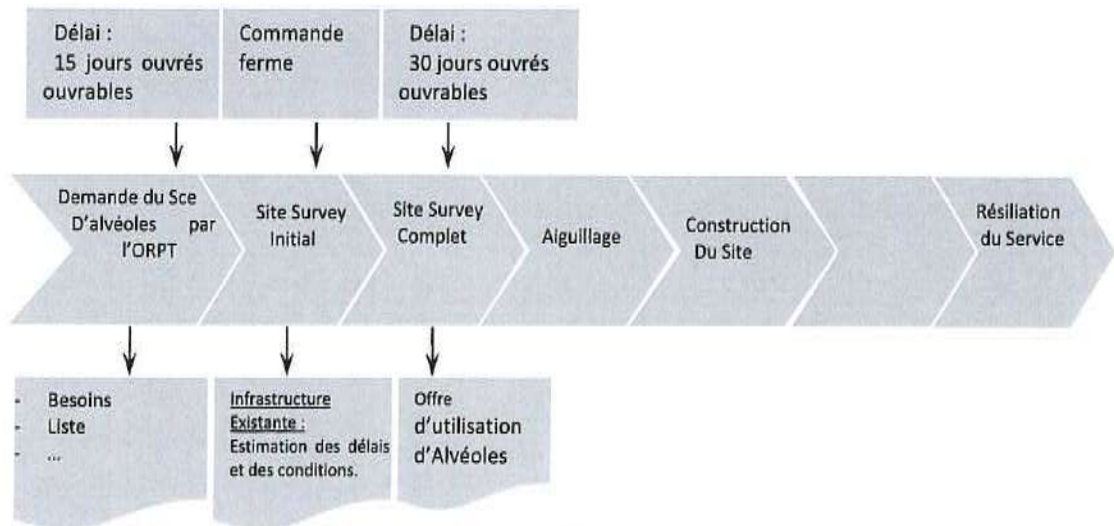 Délai :
15 jours ouvrés
ouvrables
Commande
ferme
Délai :
30 jours ouvrés
ouvrables
Demande du Sce
D'alvéoles par
l'ORPT
Site Survey
Initial
Site Survey
Complet
Aiguillage
Construction
Du Site
Résiliation
du Service
- Besoins
- Liste
- ...
Infrastructure
Existante :
Estimation des délais
et des conditions.
Offre
d'utilisation
d'Alvéoles